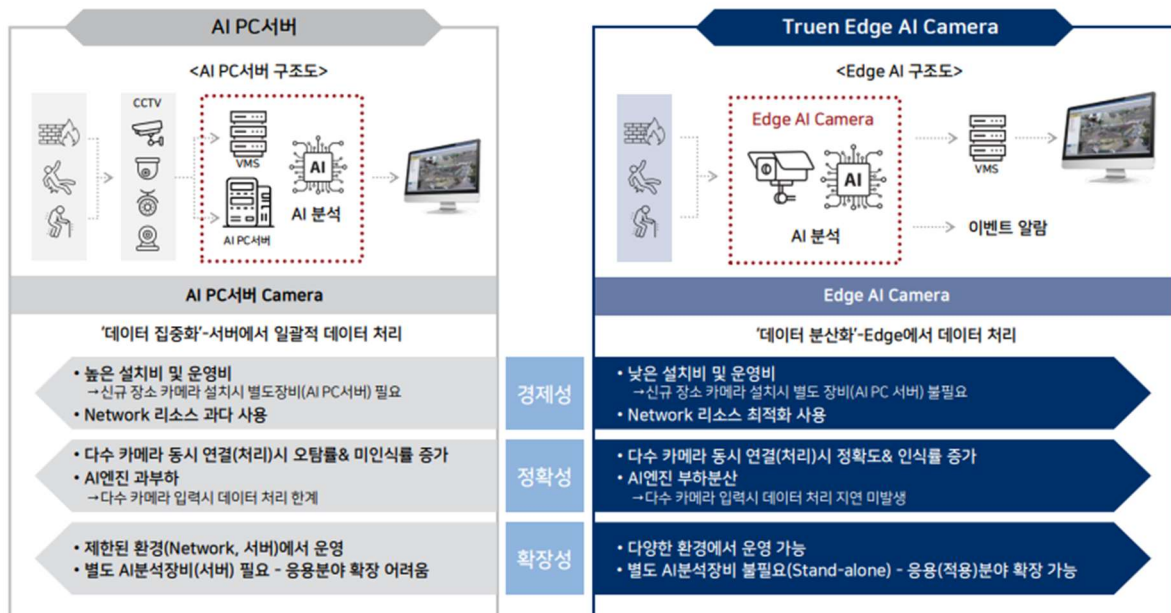 AI PC서버
<AI PC서버 구조도>
CCTV
VMS
AI
AI PC서버
AI 분석
AI PC서버 Camera
'데이터 집중화'-서버에서 일괄적 데이터 처리
• 높은 설치비 및 운영비
→신규 장소 카메라 설치시 별도장비(AI PC서버) 필요
• Network 리소스 과다 사용
• 다수 카메라 동시 연결(처리)시 오탐률& 미인식률 증가
• AI엔진 과부하
→다수 카메라 입력시 데이터 처리 한계
• 제한된 환경(Network, 서버)에서 운영
• 별도 AI분석장비(서버) 필요 - 응용분야 확장 어려움
경제성
정확성
확장성
Truen Edge AI Camera
<Edge AI 구조도>
Edge AI Camera
AI
AI 분석
VMS
이벤트 알람
Edge AI Camera
'데이터 분산화'-Edge에서 데이터 처리
• 낮은 설치비 및 운영비
→신규 장소 카메라 설치시 별도 장비(AI PC 서버) 불필요
• Network 리소스 최적화 사용
• 다수 카메라 동시 연결(처리)시 정확도& 인식률 증가
• AI엔진 부하분산
→다수 카메라 입력시 데이터 처리 지연 미발생
• 다양한 환경에서 운영 가능
• 별도 AI분석장비 불필요(Stand-alone) - 응용(적용)분야 확장 가능